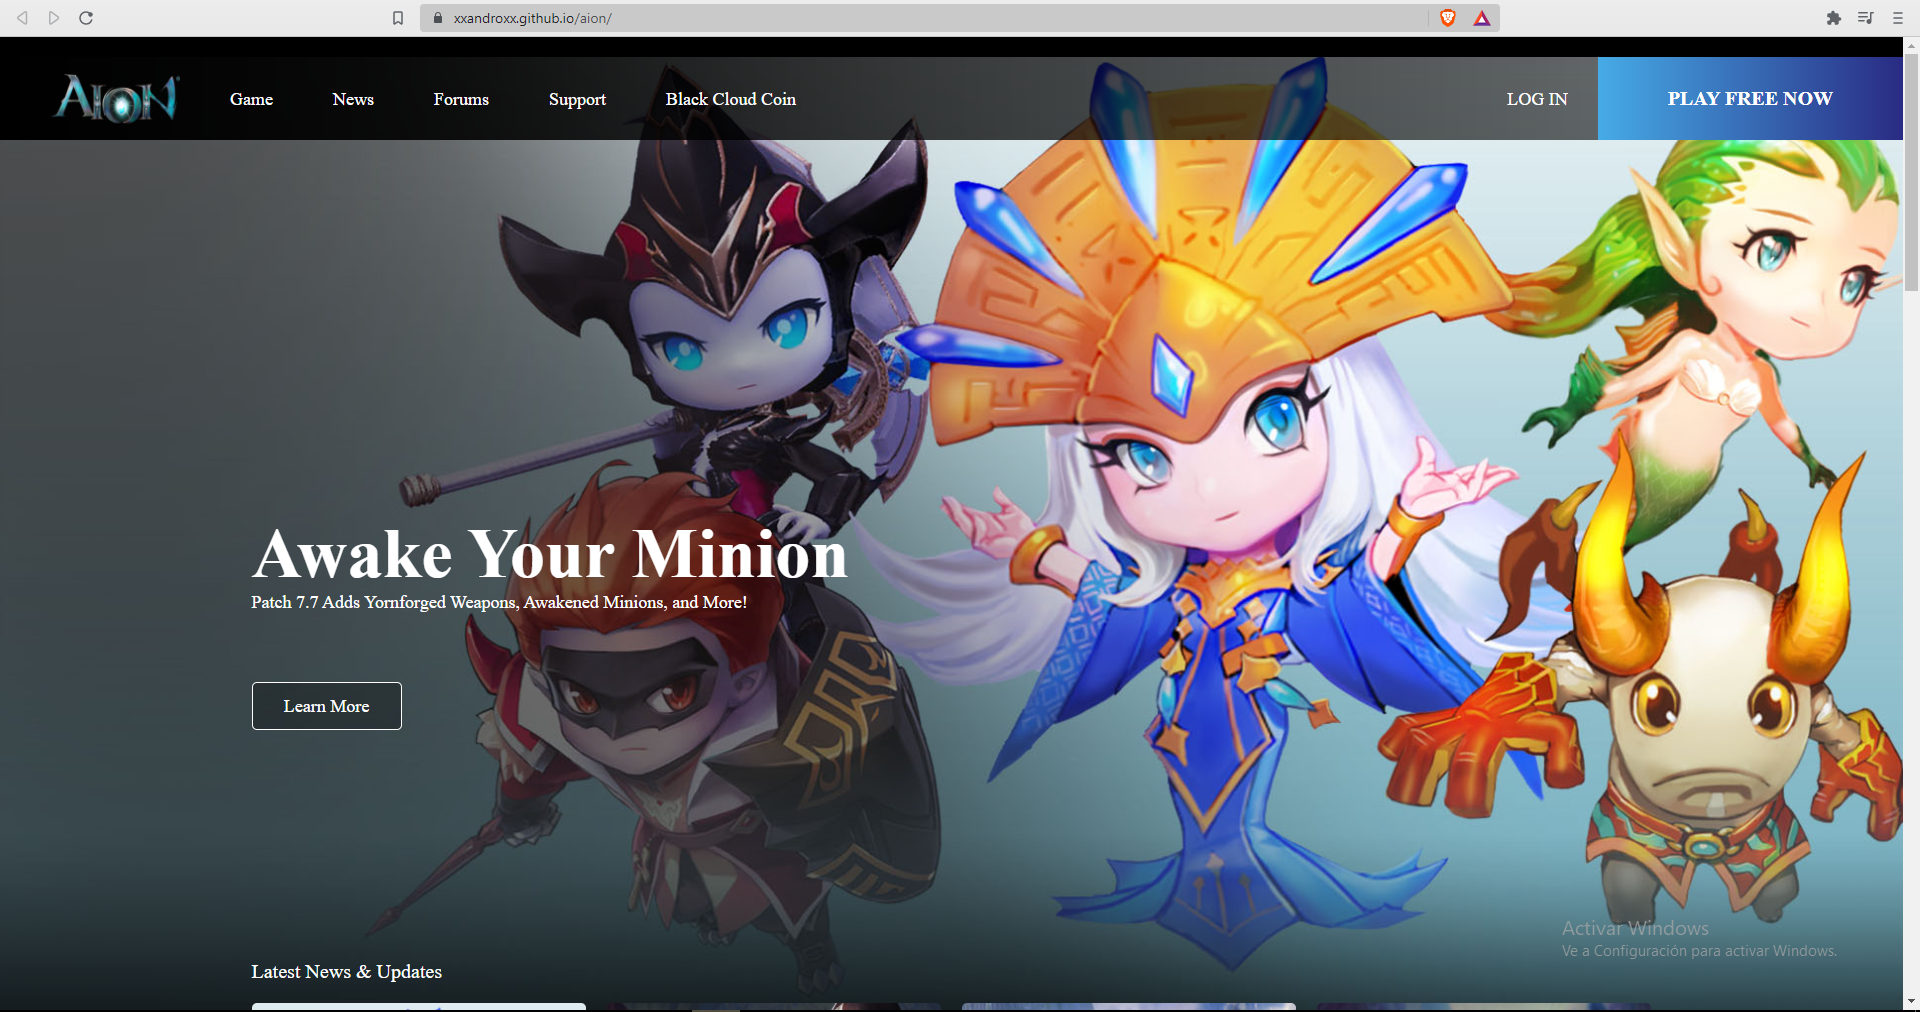 xxandroxx.github.io/aion/
AION
Game
News
Forums
Support
Black Cloud Coin
LOG IN
PLAY FREE NOW
Awake Your Minion
Patch 7.7 Adds Yornforged Weapons, Awakened Minions, and More!
Learn More
Activar Windows
Ve a Configuración para activar Windows.
Latest News & Updates